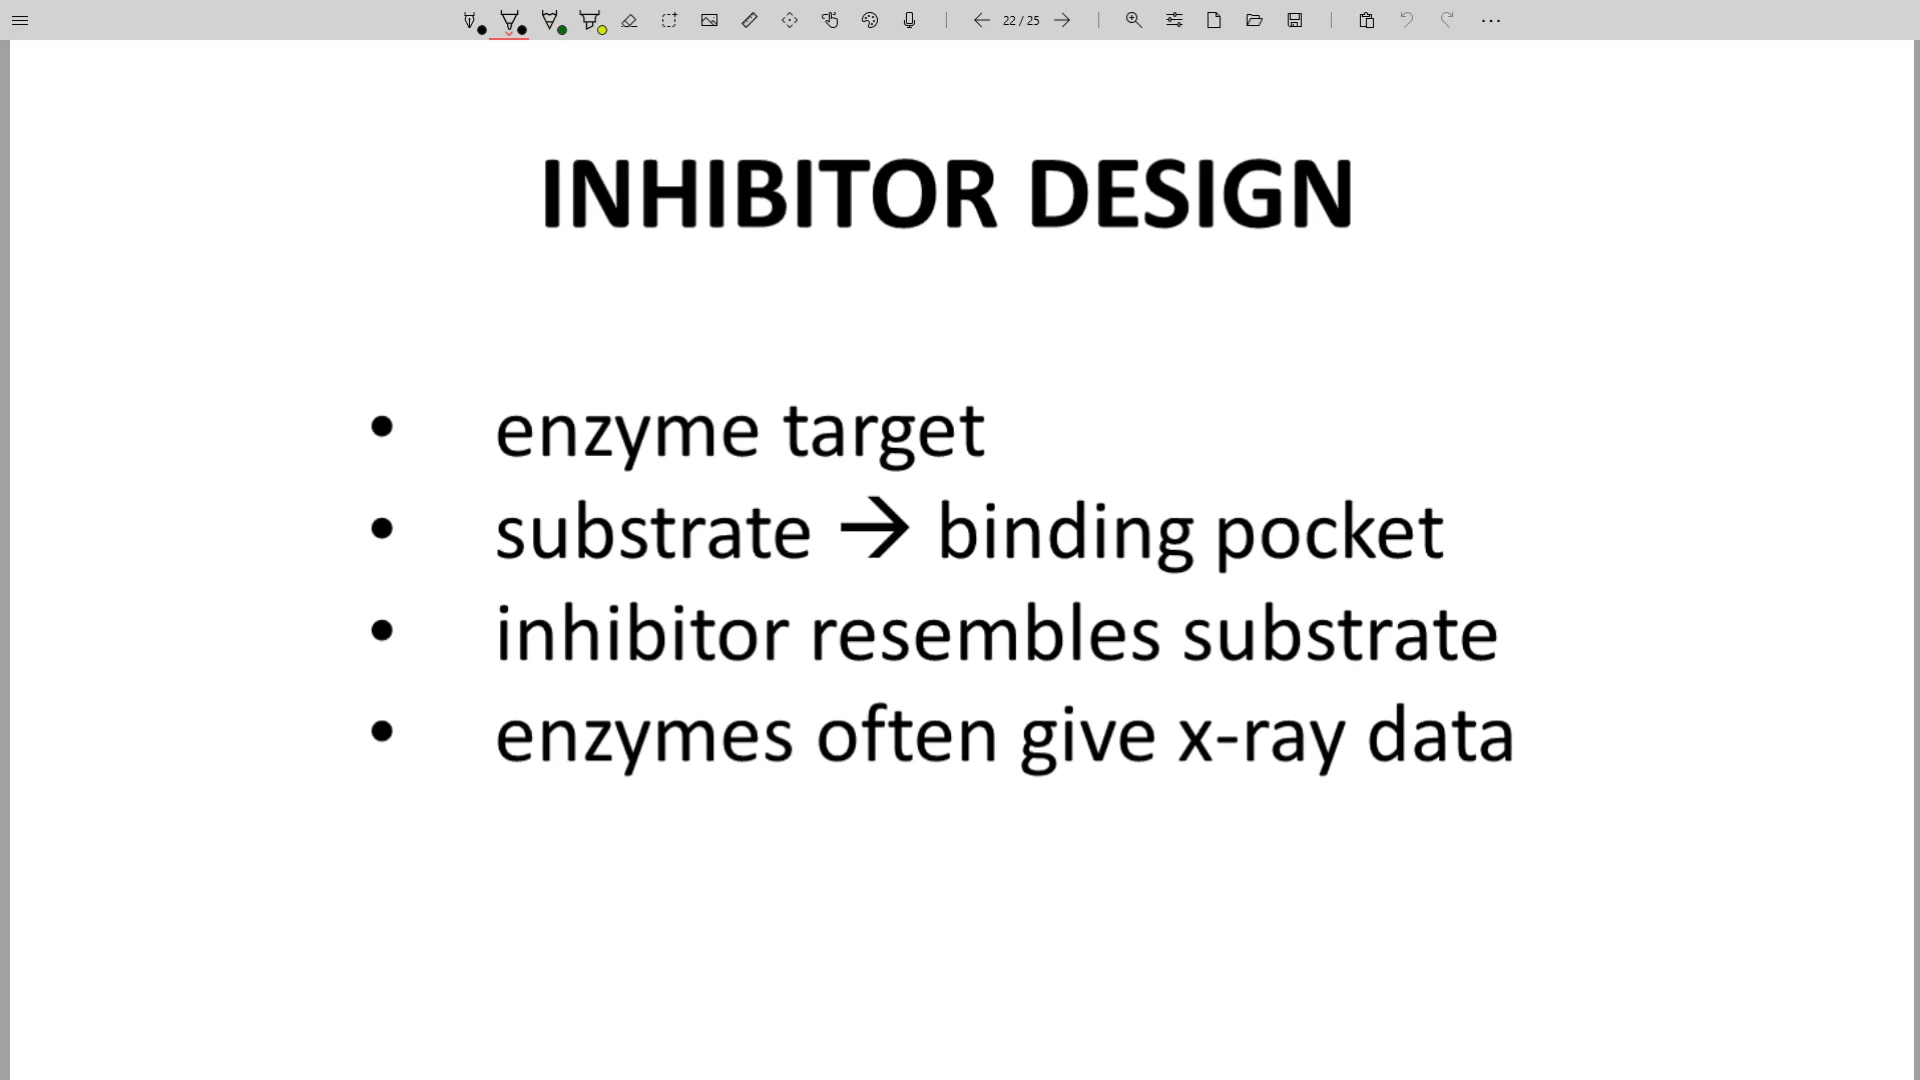 22 / 25
INHIBITOR DESIGN
• enzyme target
• substrate → binding pocket
• inhibitor resembles substrate
• enzymes often give x-ray data